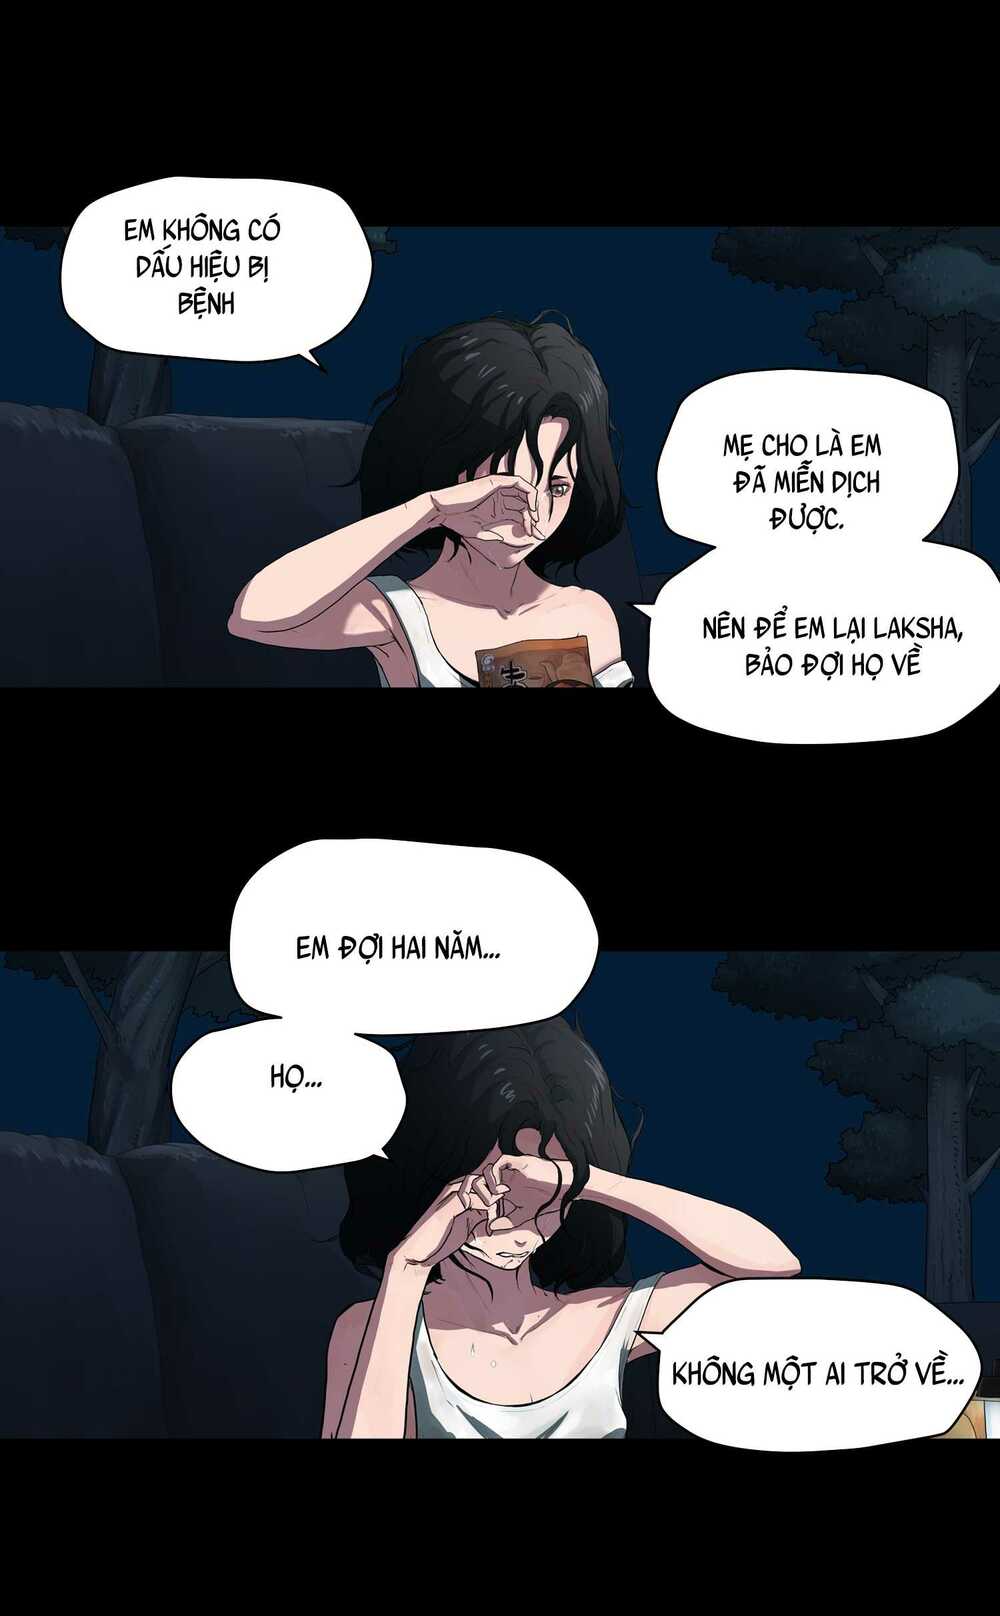 EM KHÔNG CÓ
DẤU HIỆU BỊ
BỆNH
MẸ CHO LÀ EM
ĐÃ MIỄN DỊCH
ĐƯỢC.
NÊN ĐỂ EM LẠI LAKSHA,
BẢO ĐỢI HỌ VỀ
EM ĐỢI HAI NĂM...
HỌ...
KHÔNG MỘT AI TRỞ VỀ...